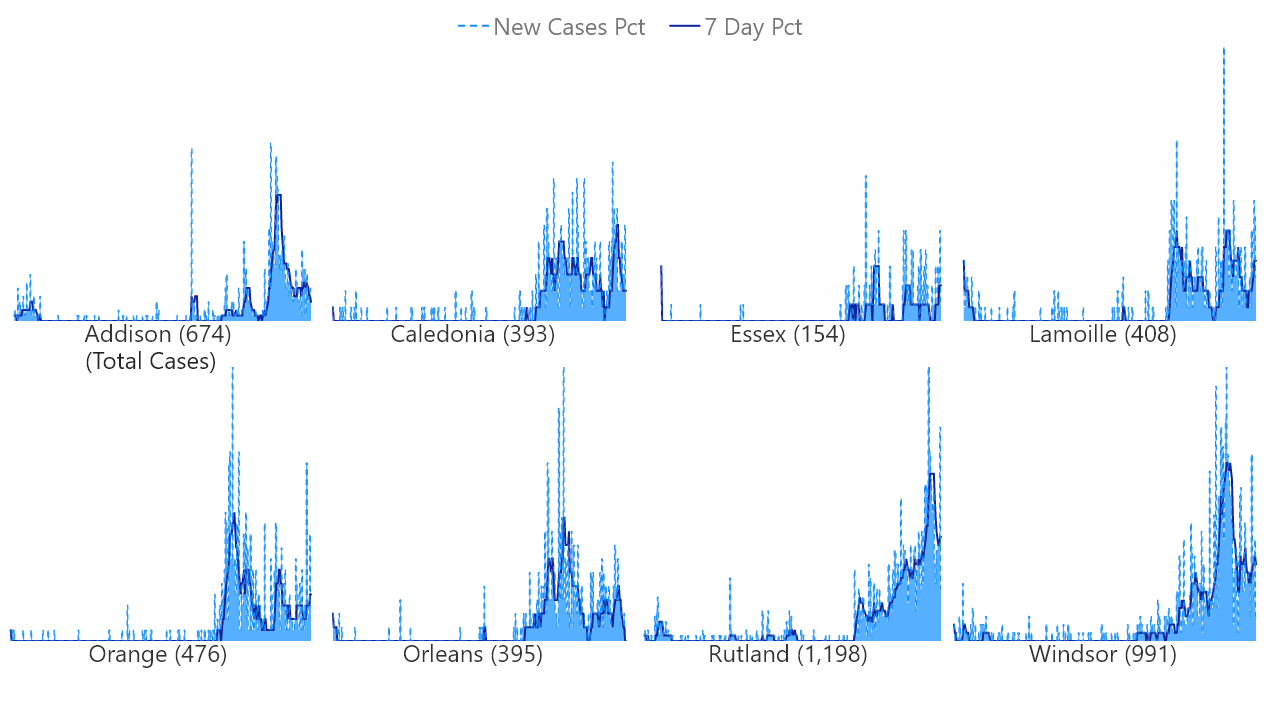 New Cases Pct 7 Day Pct
Addison (674) Caledonia (393) Essex (154) Lamoille (408)
(Total Cases)
Orange (476) Orleans (395) Rutland (1,198) Windsor (991)